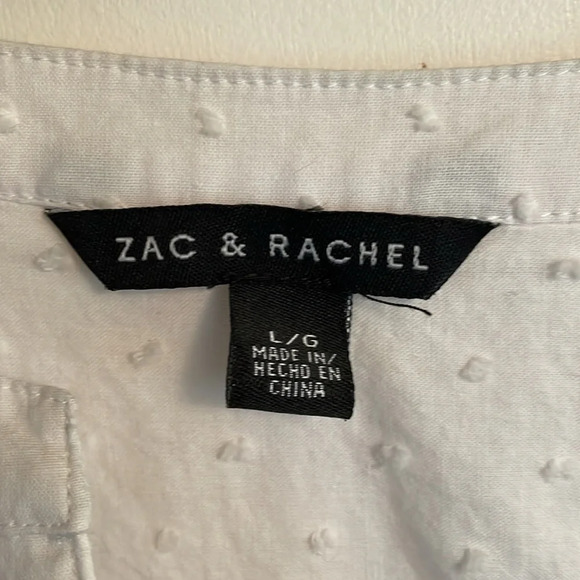 ZAC & RACHEL
L/G
MADE IN/
HECHO EN
CHINA